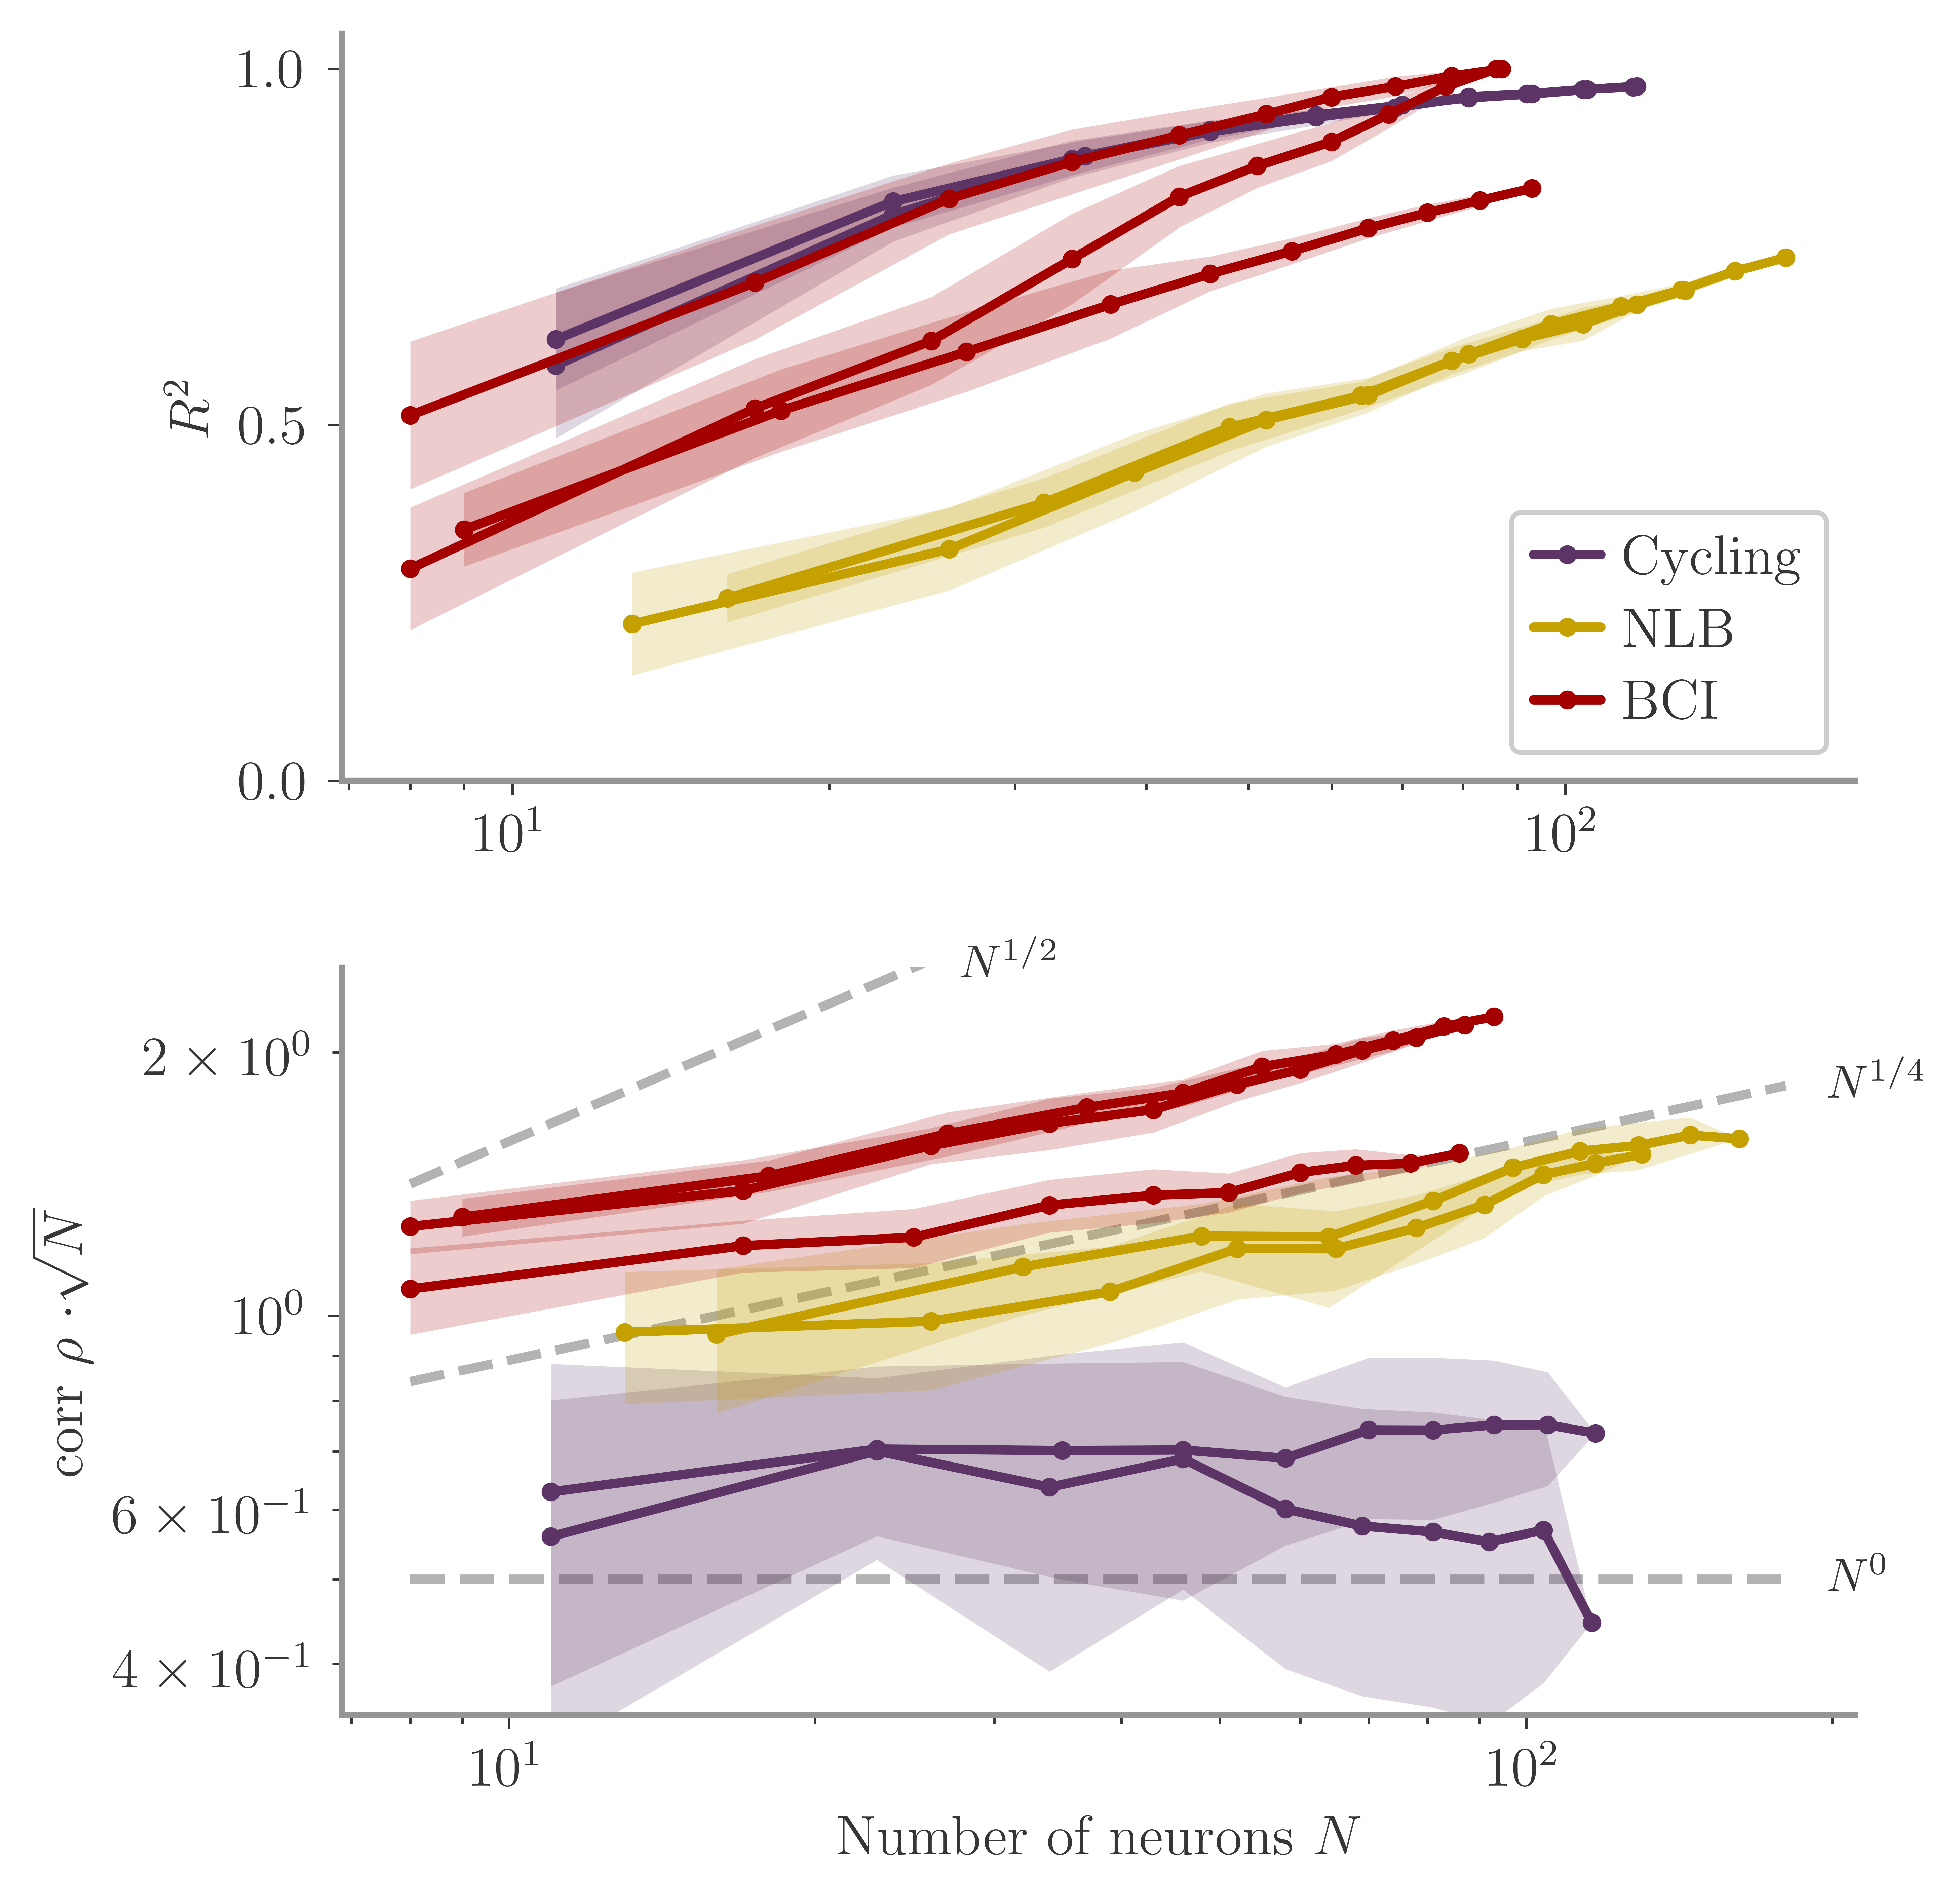 1.0
R²
0.5
0.0
10¹ 10²
Cycling
NLB
BCI
N^{1/2}
2 × 10⁰
N^{1/4}
10⁰
corr ρ · √N
6 × 10⁻¹
N⁰
4 × 10⁻¹
10¹ 10²
Number of neurons N